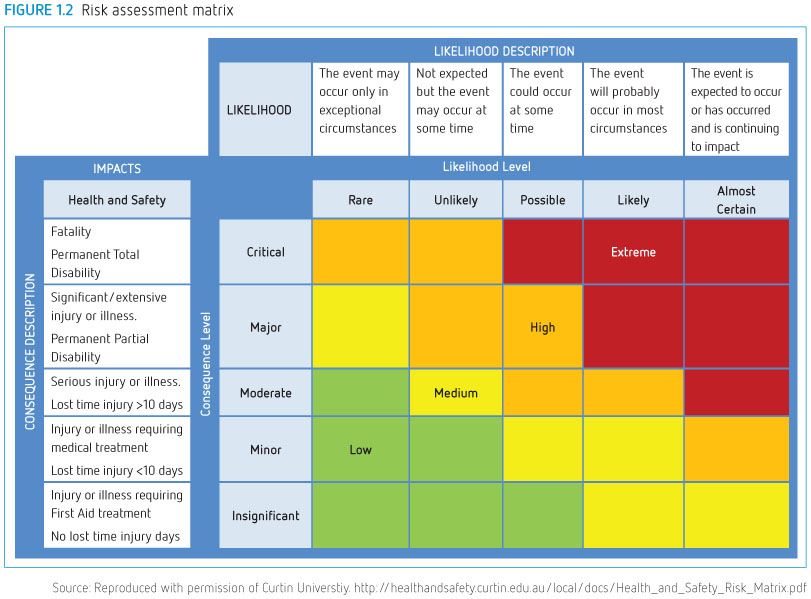 FIGURE 1.2 Risk assessment matrix
LIKELIHOOD DESCRIPTION
LIKELIHOOD
The event may
occur only in
exceptional
circumstances
Not expected
but the event
may occur at
some time
The event
could occur
at some
time
The event
will probably
occur in most
circumstances
The event is
expected to occur
or has occurred
and is continuing
to impact
IMPACTS
Likelihood Level
Health and Safety
Rare
Unlikely
Possible
Likely
Almost
Certain
CONSEQUENCE DESCRIPTION
Consequence Level
Fatality
Permanent Total
Disability
Critical
Extreme
Significant/extensive
injury or illness.
Permanent Partial
Disability
Major
High
Serious injury or illness.
Lost time injury >10 days
Moderate
Medium
Injury or illness requiring
medical treatment
Lost time injury <10 days
Minor
Low
Injury or illness requiring
First Aid treatment
No lost time injury days
Insignificant
Source: Reproduced with permission of Curtin Universtiy. http://healthandsafety.curtin.edu.au/local/docs/Health_and_Safety_Risk_Matrix.pdf